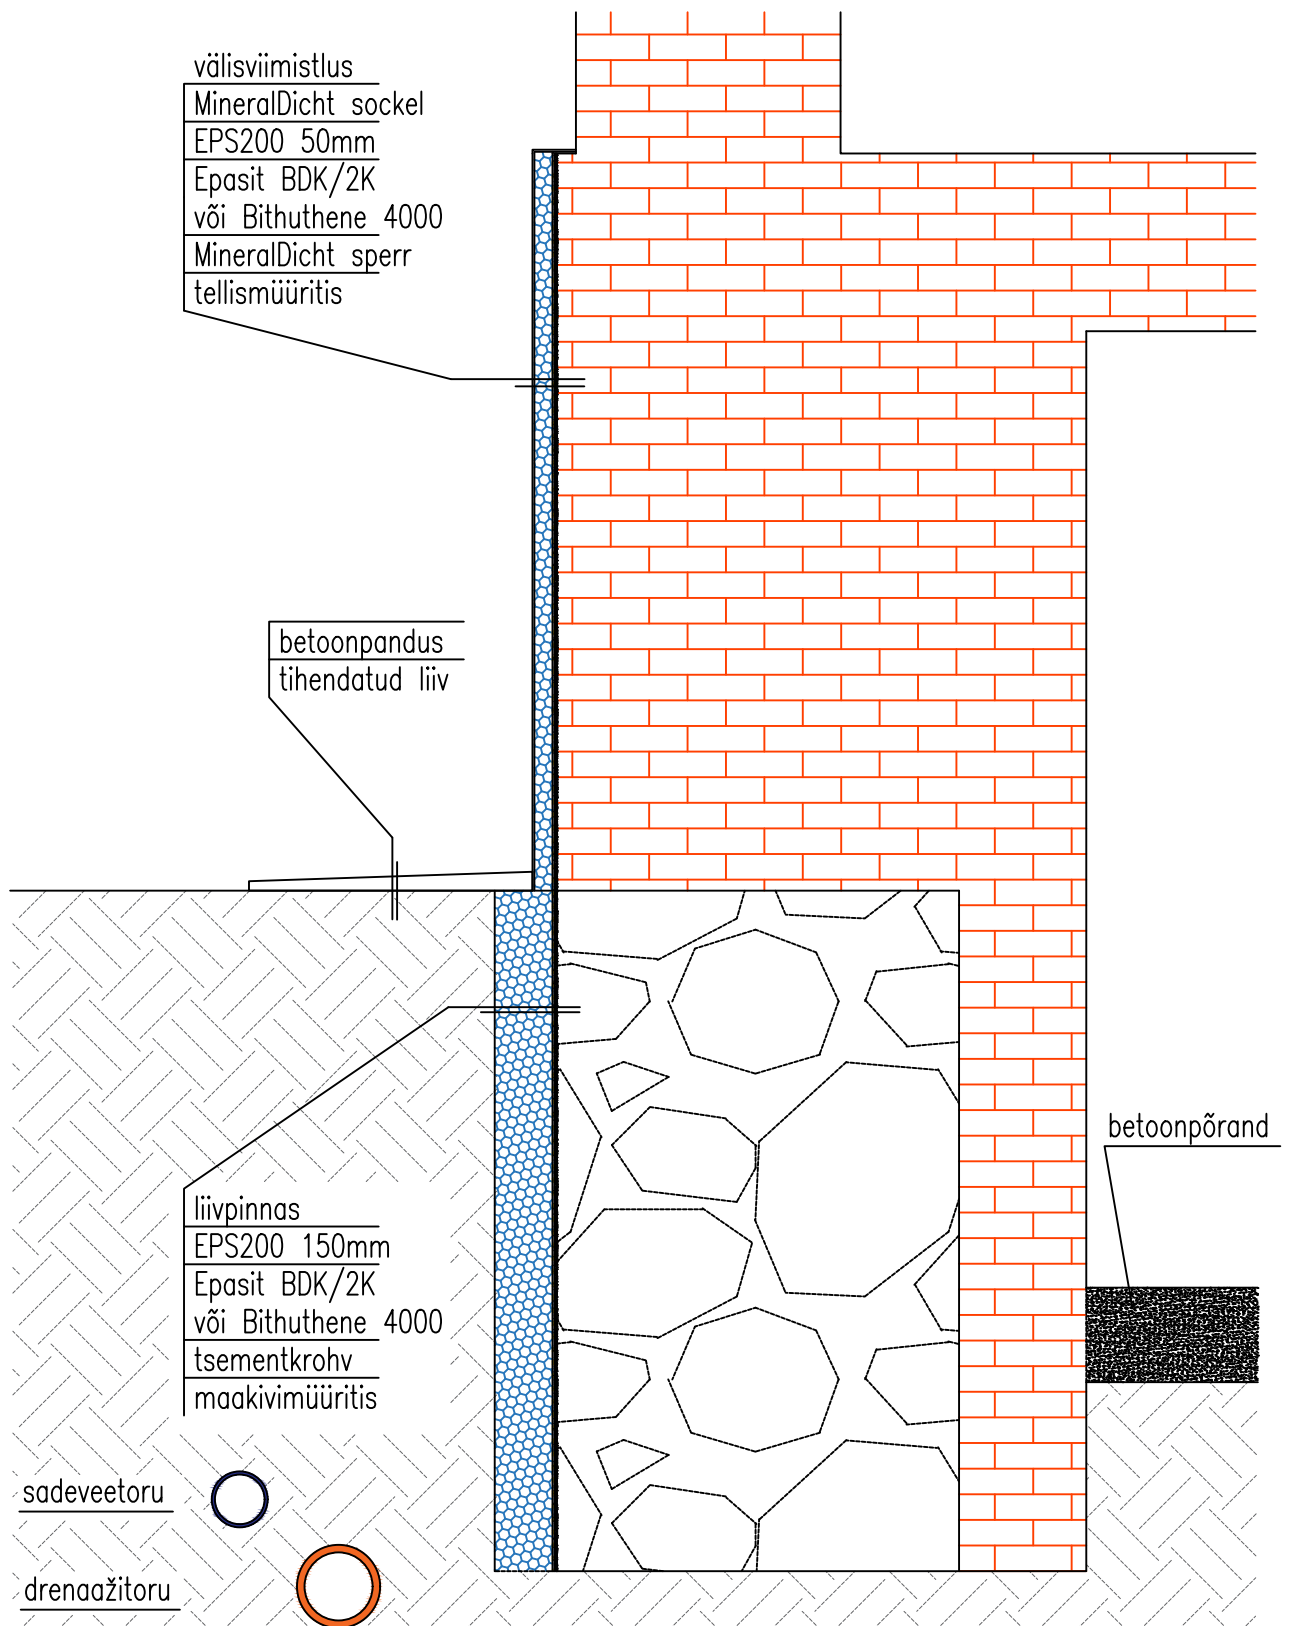 välisviimistlus
MineralDicht sockel
EPS200 50mm
Epasit BDK/2K
või Bithuthene 4000
MineralDicht sperr
tellismüüritis
betoonpandus
tihendatud liiv
betoonpõrand
liivpinnas
EPS200 150mm
Epasit BDK/2K
või Bithuthene 4000
tsementkrohv
maakivimüüritis
sadeveetoru
drenaažitoru